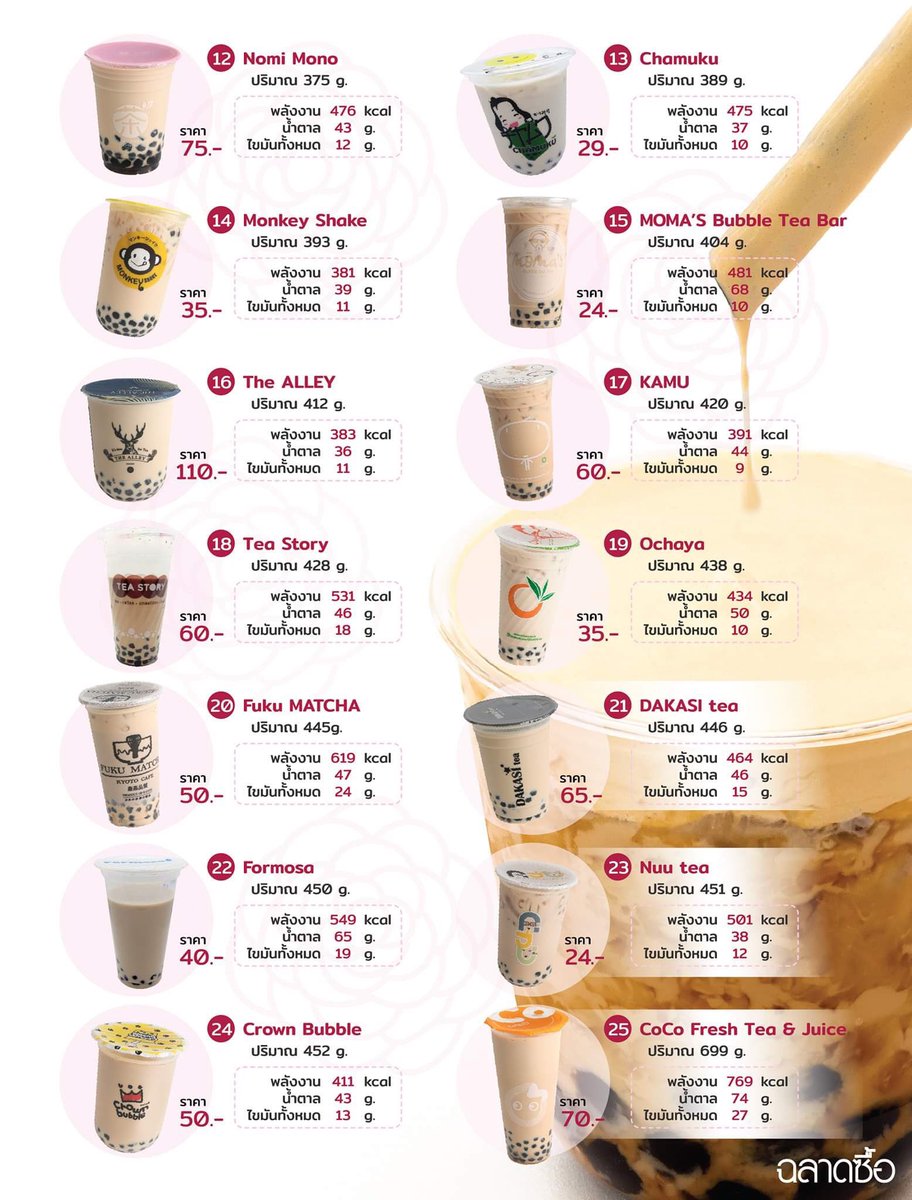 12 Nomi Mono
ปริมาณ 375 g.
พลังงาน 476 kcal
น้ำตาล 43 g.
ไขมันทั้งหมด 12 g.
ราคา
75.-
13 Chamuku
ปริมาณ 389 g.
พลังงาน 475 kcal
น้ำตาล 37 g.
ไขมันทั้งหมด 10 g.
ราคา
29.-
CHAMUKU
14 Monkey Shake
ปริมาณ 393 g.
พลังงาน 381 kcal
น้ำตาล 39 g.
ไขมันทั้งหมด 11 g.
ราคา
35.-
MONKEY SHAKE
15 MOMA'S Bubble Tea Bar
ปริมาณ 404 g.
พลังงาน 481 kcal
น้ำตาล 68 g.
ไขมันทั้งหมด 10 g.
ราคา
24.-
16 The ALLEY
ปริมาณ 412 g.
พลังงาน 383 kcal
น้ำตาล 36 g.
ไขมันทั้งหมด 11 g.
ราคา
110.-
THE ALLEY
17 KAMU
ปริมาณ 420 g.
พลังงาน 391 kcal
น้ำตาล 44 g.
ไขมันทั้งหมด 9 g.
ราคา
60.-
18 Tea Story
ปริมาณ 428 g.
พลังงาน 531 kcal
น้ำตาล 46 g.
ไขมันทั้งหมด 18 g.
ราคา
60.-
TEA STORY
19 Ochaya
ปริมาณ 438 g.
พลังงาน 434 kcal
น้ำตาล 50 g.
ไขมันทั้งหมด 10 g.
ราคา
35.-
20 Fuku MATCHA
ปริมาณ 445g.
พลังงาน 619 kcal
น้ำตาล 47 g.
ไขมันทั้งหมด 24 g.
ราคา
50.-
FUKU MATCHA
KYOTO CAFE
21 DAKASI tea
ปริมาณ 446 g.
พลังงาน 464 kcal
น้ำตาล 46 g.
ไขมันทั้งหมด 15 g.
ราคา
65.-
DAKASI tea
22 Formosa
ปริมาณ 450 g.
พลังงาน 549 kcal
น้ำตาล 65 g.
ไขมันทั้งหมด 19 g.
ราคา
40.-
23 Nuu tea
ปริมาณ 451 g.
พลังงาน 501 kcal
น้ำตาล 38 g.
ไขมันทั้งหมด 12 g.
ราคา
24.-
24 Crown Bubble
ปริมาณ 452 g.
พลังงาน 411 kcal
น้ำตาล 43 g.
ไขมันทั้งหมด 13 g.
ราคา
50.-
Crown
bubble
25 CoCo Fresh Tea & Juice
ปริมาณ 699 g.
พลังงาน 769 kcal
น้ำตาล 74 g.
ไขมันทั้งหมด 27 g.
ราคา
70.-
ฉลาดซื้อ